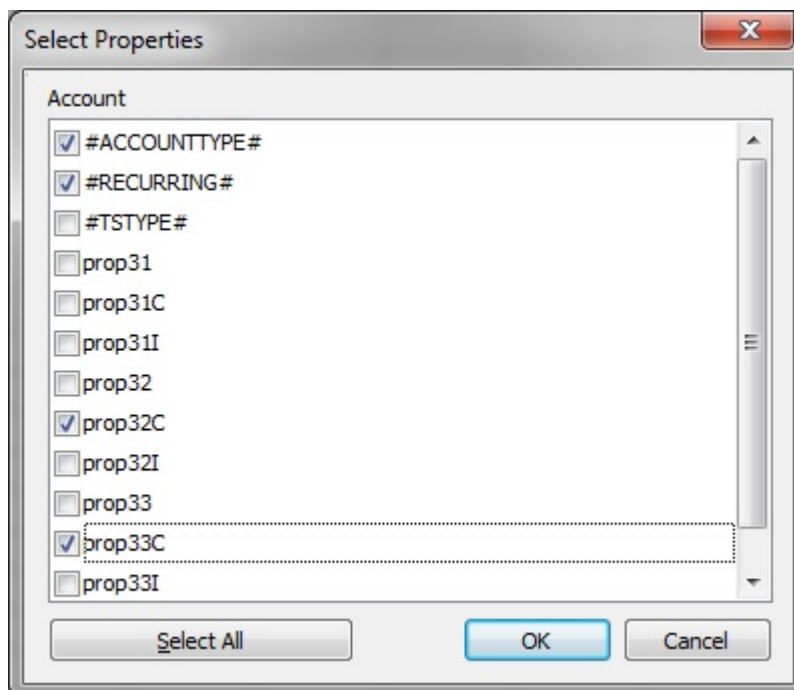 Select Properties
Account
#ACCOUNTTYPE#
#RECURRING#
#TSTYPE#
prop31
prop31C
prop31I
prop32
prop32C
prop32I
prop33
prop33C
prop33I
Select All OK Cancel